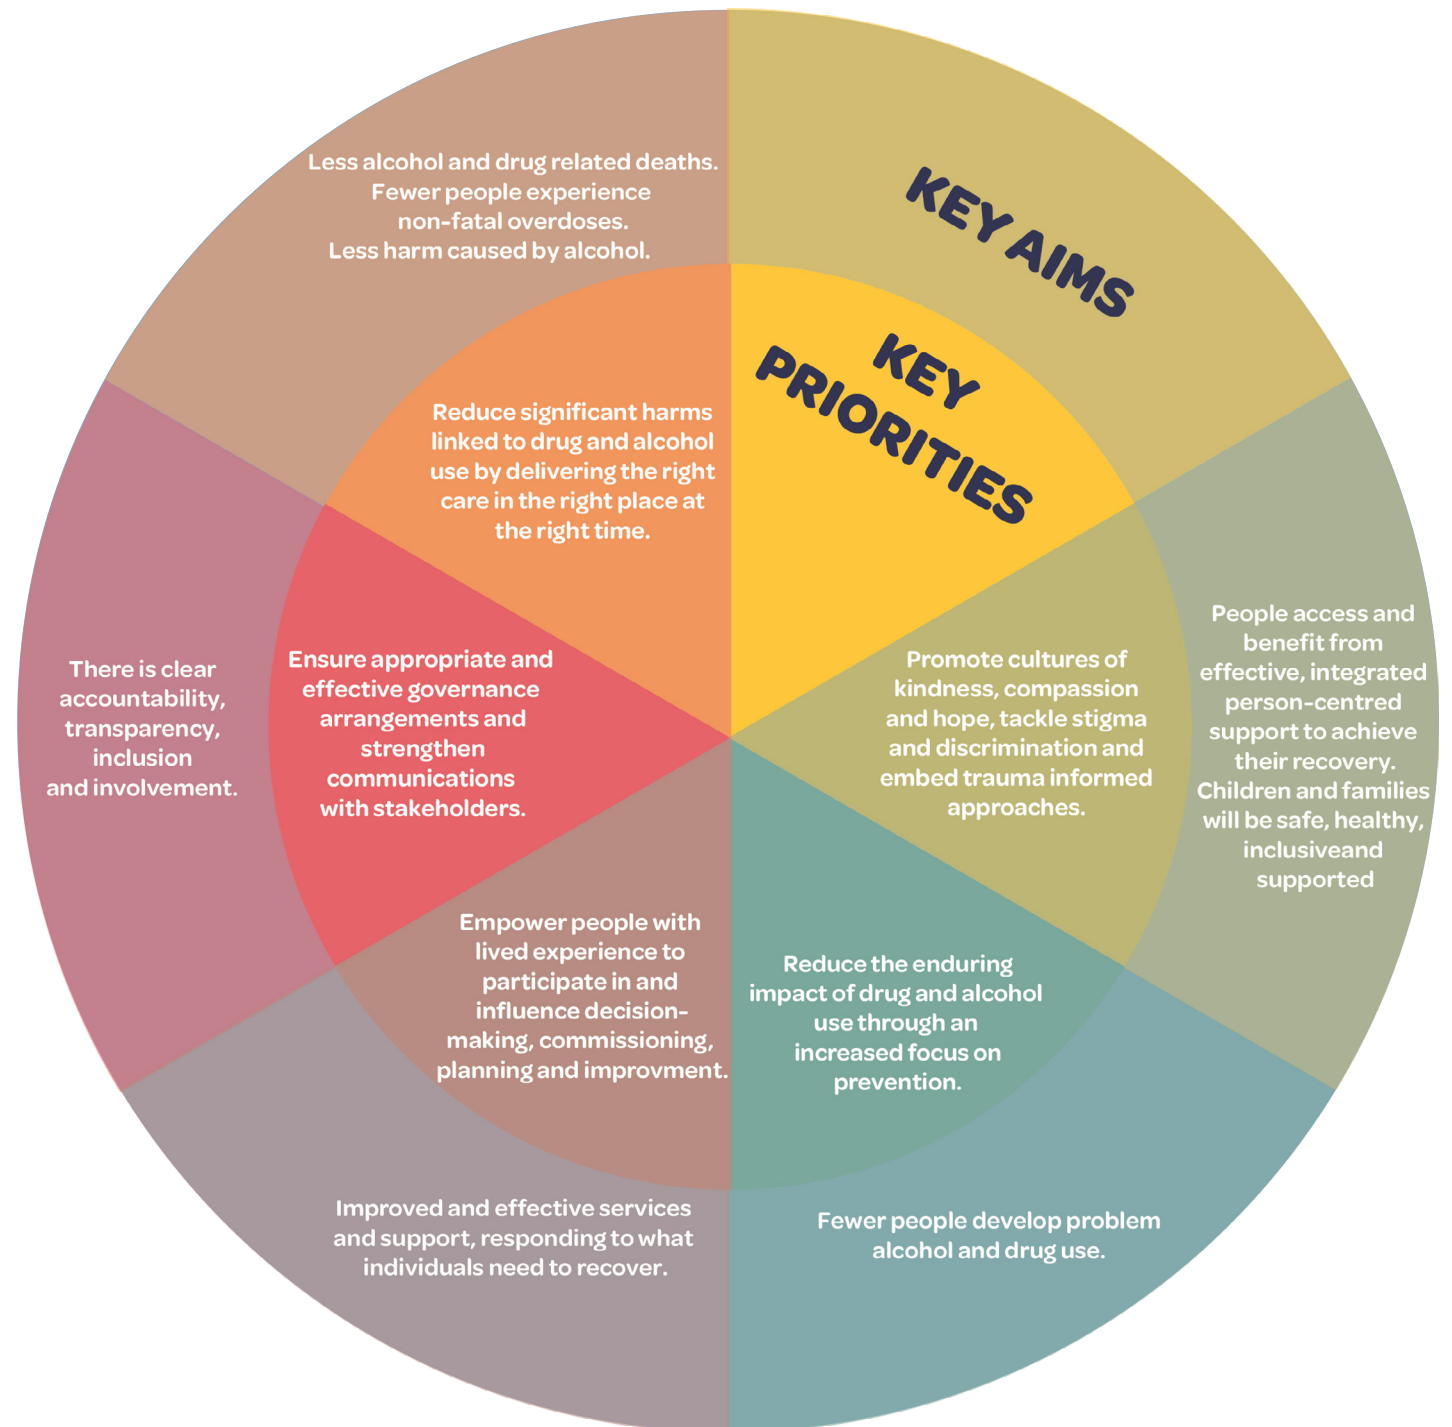 KEY AIMS
KEY
PRIORITIES
People access and
benefit from
effective, integrated
person-centred
support to achieve
their recovery.
Children and families
will be safe, healthy,
inclusiveand
supported
Promote cultures of
kindness, compassion
and hope, tackle stigma
and discrimination and
embed trauma informed
approaches.
Fewer people develop problem
alcohol and drug use.
Reduce the enduring
impact of drug and alcohol
use through an
increased focus on
prevention.
Improved and effective services
and support, responding to what
individuals need to recover.
Empower people with
lived experience to
participate in and
influence decision-
making, commissioning,
planning and improvment.
There is clear
accountability,
transparency,
inclusion
and involvement.
Ensure appropriate and
effective governance
arrangements and
strengthen
communications
with stakeholders.
Less alcohol and drug related deaths.
Fewer people experience
non-fatal overdoses.
Less harm caused by alcohol.
Reduce significant harms
linked to drug and alcohol
use by delivering the right
care in the right place at
the right time.